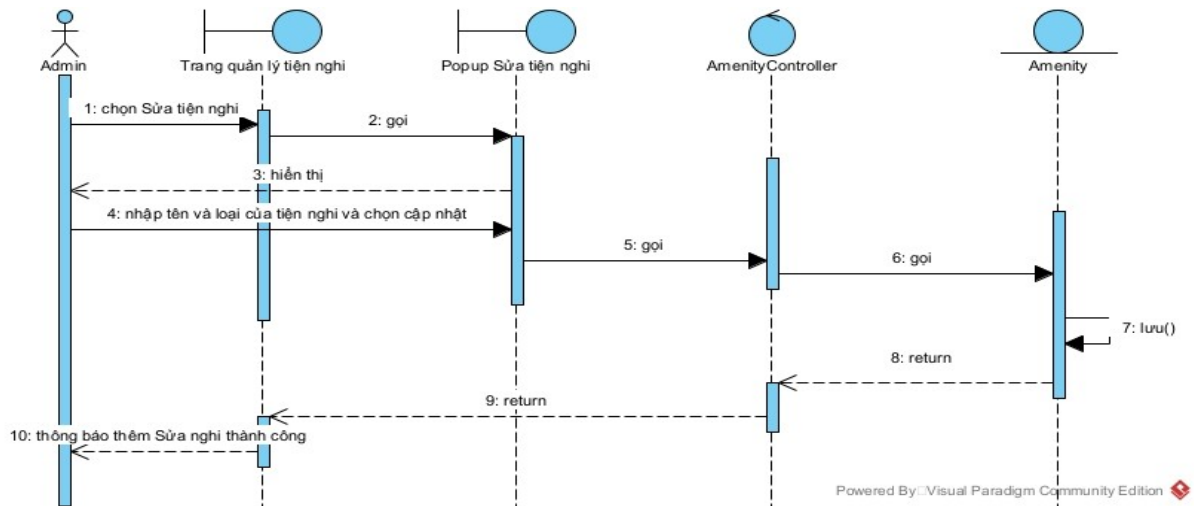 Admin
Trang quản lý tiện nghi
Popup Sửa tiện nghi
AmenityController
Amenity
1: chọn Sửa tiện nghi
2: gọi
3: hiển thị
4: nhập tên và loại của tiện nghi và chọn cập nhật
5: gọi
6: gọi
7: lưu()
8: return
9: return
10: thông báo thêm Sửa nghi thành công
Powered By Visual Paradigm Community Edition